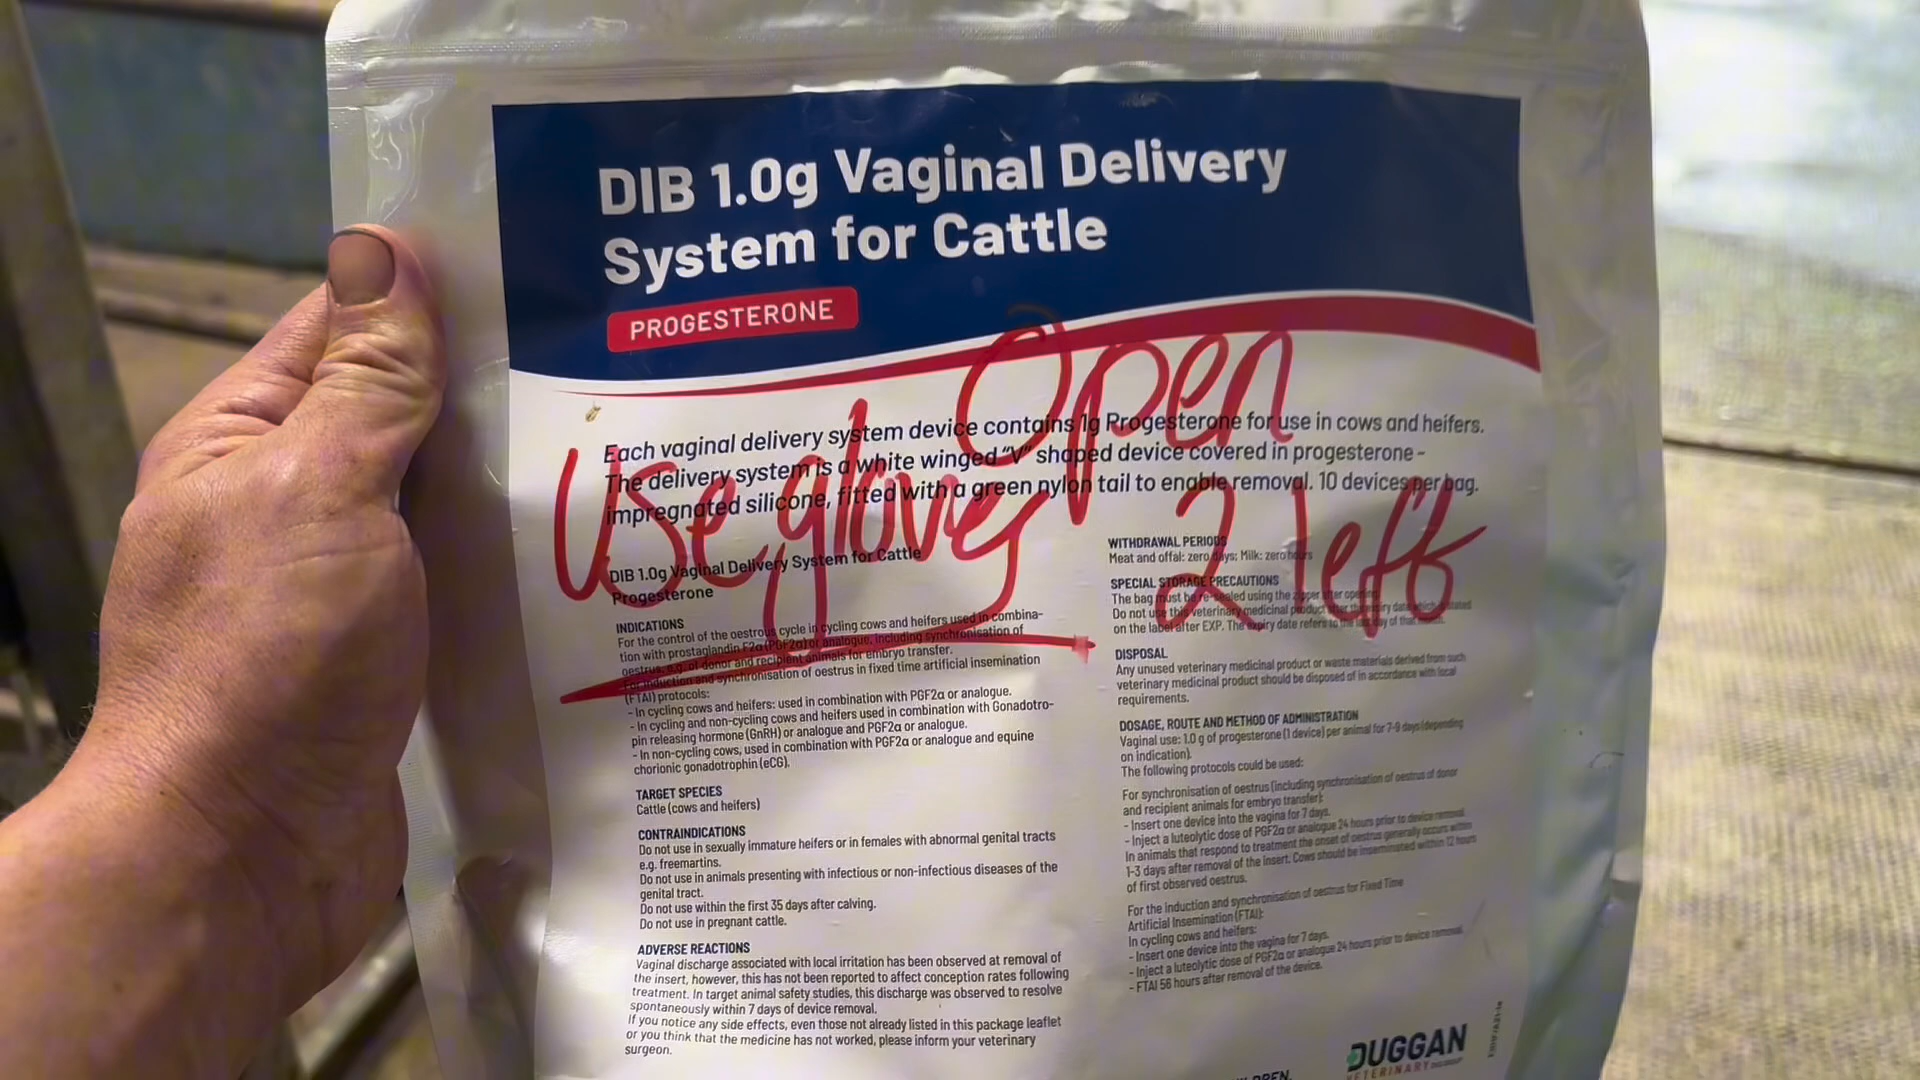 DIB 1.0g Vaginal Delivery
System for Cattle
PROGESTERONE
Open
Use gloves
2 left
Each vaginal delivery system device contains 1g Progesterone for use in cows and heifers.
The delivery system is a white winged "V" shaped device covered in progesterone -
impregnated silicone, fitted with a green nylon tail to enable removal. 10 devices per bag.
DIB 1.0g Vaginal Delivery System for Cattle
Progesterone
INDICATIONS
For the control of the oestrous cycle in cycling cows and heifers used in combina-
tion with prostaglandin F2α (PGF2α) or analogue, including synchronisation of
oestrus, e.g. of donor and recipient animals for embryo transfer.
For induction and synchronisation of oestrus in fixed time artificial insemination
(FTAI) protocols:
- In cycling cows and heifers: used in combination with PGF2α or analogue.
- In cycling and non-cycling cows and heifers used in combination with Gonadotro-
pin releasing hormone (GnRH) or analogue and PGF2α or analogue.
- In non-cycling cows, used in combination with PGF2α or analogue and equine
chorionic gonadotrophin (eCG).
TARGET SPECIES
Cattle (cows and heifers)
CONTRAINDICATIONS
Do not use in sexually immature heifers or in females with abnormal genital tracts
e.g. freemartins.
Do not use in animals presenting with infectious or non-infectious diseases of the
genital tract.
Do not use within the first 35 days after calving.
Do not use in pregnant cattle.
ADVERSE REACTIONS
Vaginal discharge associated with local irritation has been observed at removal of
the insert, however, this has not been reported to affect conception rates following
treatment. In target animal safety studies, this discharge was observed to resolve
spontaneously within 7 days of device removal.
If you notice any side effects, even those not already listed in this package leaflet
or you think that the medicine has not worked, please inform your veterinary
surgeon.
WITHDRAWAL PERIODS
Meat and offal: zero days; Milk: zero hours
SPECIAL STORAGE PRECAUTIONS
The bag must be re-sealed using the zipper after opening.
Do not use this veterinary medicinal product after the expiry date which is stated
on the label after EXP. The expiry date refers to the last day of that month.
DISPOSAL
Any unused veterinary medicinal product or waste materials derived from such
veterinary medicinal product should be disposed of in accordance with local
requirements.
DOSAGE, ROUTE AND METHOD OF ADMINISTRATION
Vaginal use: 1.0 g of progesterone (1 device) per animal for 7-9 days (depending
on indication).
The following protocols could be used:
For synchronisation of oestrus (including synchronisation of oestrus of donor
and recipient animals for embryo transfer):
- Insert one device into the vagina for 7 days.
- Inject a luteolytic dose of PGF2α or analogue 24 hours prior to device removal.
In animals that respond to treatment the onset of oestrus generally occurs within
1-3 days after removal of the insert. Cows should be inseminated within 12 hours
of first observed oestrus.
For the induction and synchronisation of oestrus for Fixed Time
Artificial Insemination (FTAI):
In cycling cows and heifers:
- Insert one device into the vagina for 7 days.
- Inject a luteolytic dose of PGF2α or analogue 24 hours prior to device removal.
- FTAI 56 hours after removal of the device.
DUGGAN
VETERINARY